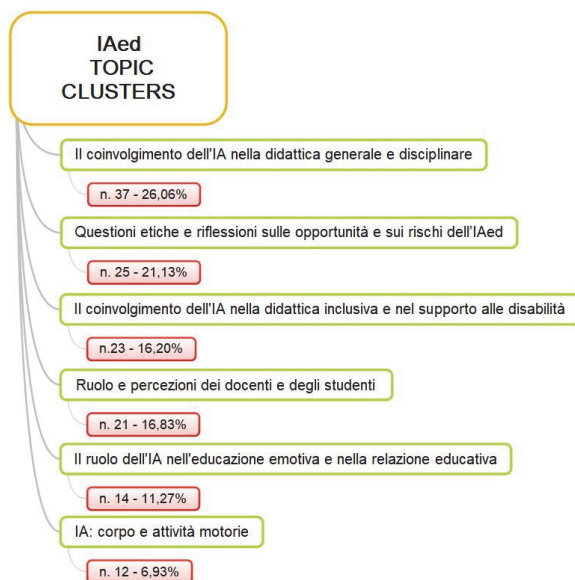 IAed
TOPIC
CLUSTERS
Il coinvolgimento dell'IA nella didattica generale e disciplinare
n. 37 - 26,06%
Questioni etiche e riflessioni sulle opportunità e sui rischi dell'IAed
n. 25 - 21,13%
Il coinvolgimento dell'IA nella didattica inclusiva e nel supporto alle disabilità
n.23 - 16,20%
Ruolo e percezioni dei docenti e degli studenti
n. 21 - 16,83%
Il ruolo dell'IA nell'educazione emotiva e nella relazione educativa
n. 14 - 11,27%
IA: corpo e attività motorie
n. 12 - 6,93%